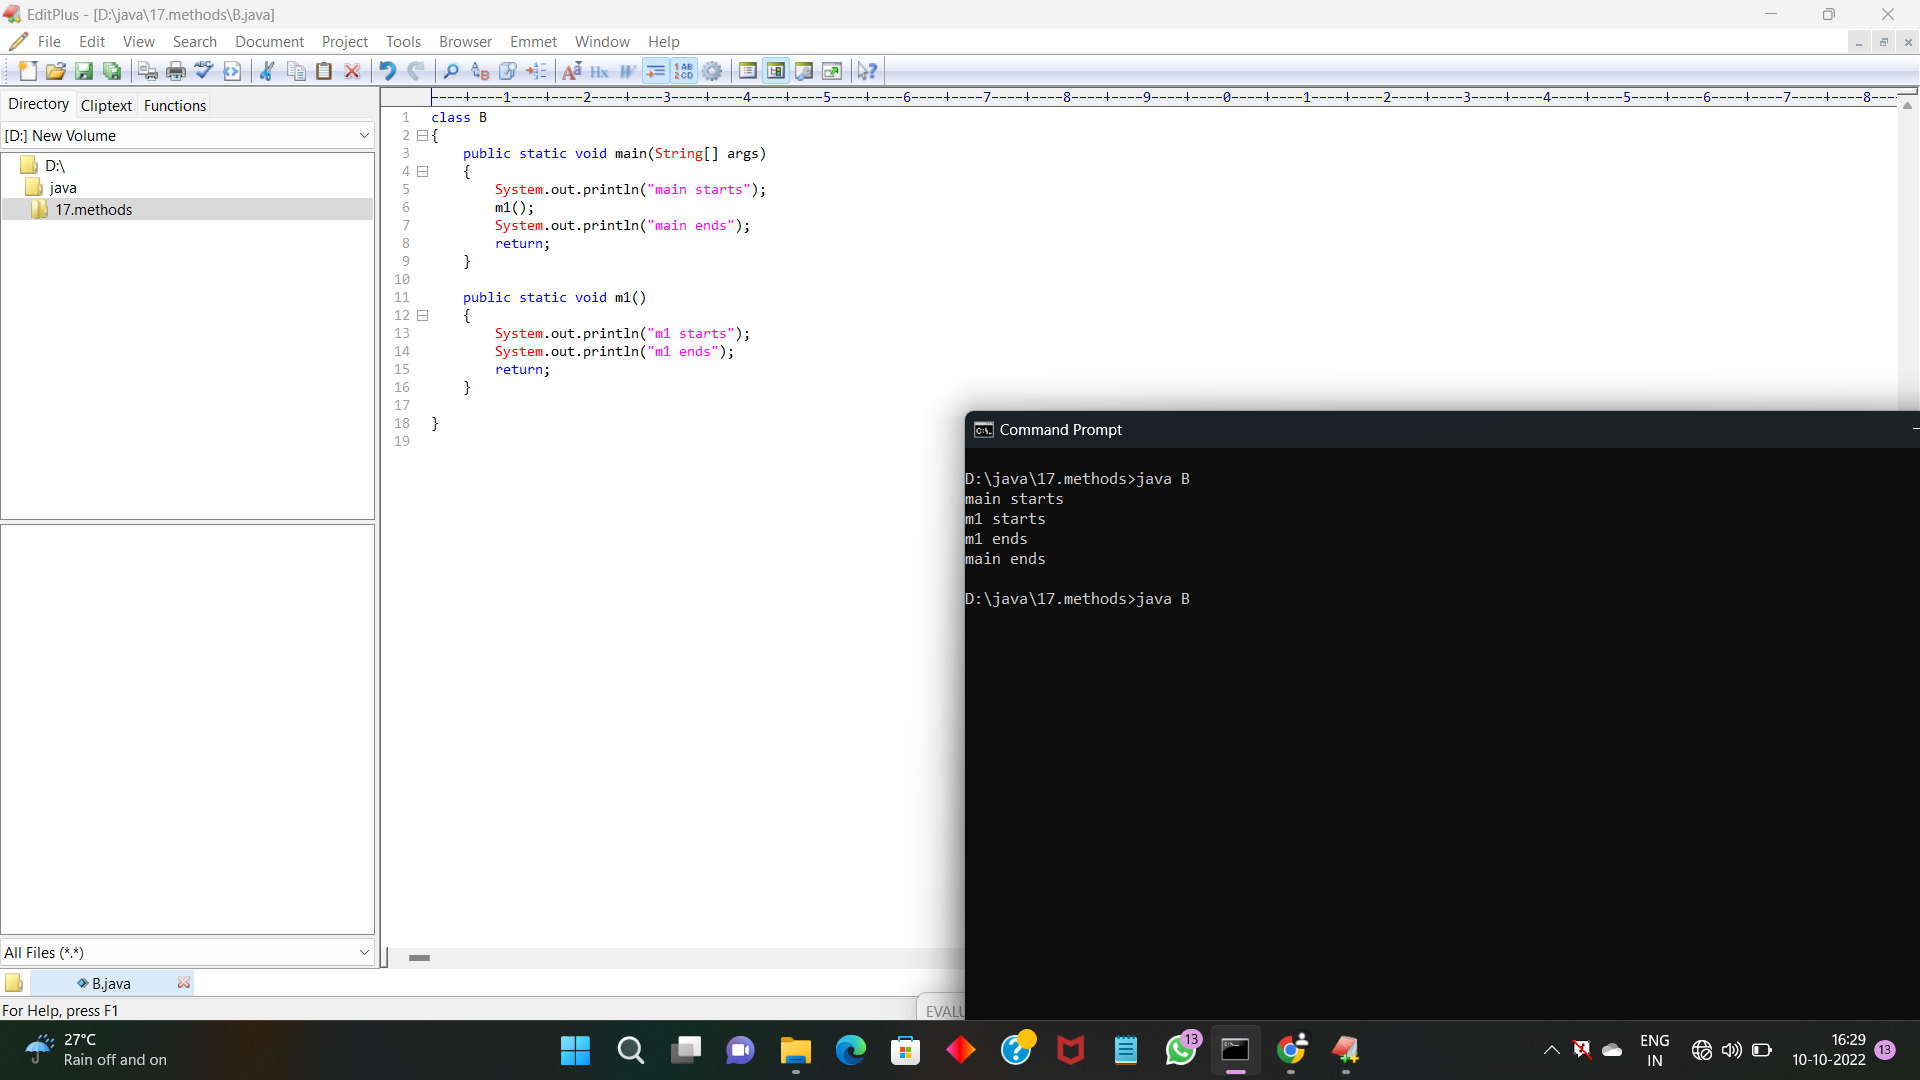 EditPlus - [D:\java\17.methods\B.java]
File Edit View Search Document Project Tools Browser Emmet Window Help
Directory Cliptext Functions
[D:] New Volume
D:\
java
17.methods
----+----1----+----2----+----3----+----4----+----5----+----6----+----7----+----8----+----9----+----0----+----1----+----2----+----3----+----4----+----5----+----6----+----7----+----8---
1 class B
2 {
3 public static void main(String[] args)
4 {
5 System.out.println("main starts");
6 m1();
7 System.out.println("main ends");
8 return;
9 }
10
11 public static void m1()
12 {
13 System.out.println("m1 starts");
14 System.out.println("m1 ends");
15 return;
16 }
17
18 }
19
Command Prompt
D:\java\17.methods>java B
main starts
m1 starts
m1 ends
main ends
D:\java\17.methods>java B
All Files (*.*)
B.java
For Help, press F1
EVALU
27°C
Rain off and on
13
ENG
IN
16:29
10-10-2022
13